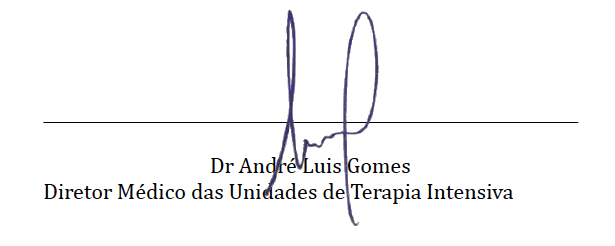 Dr André Luis Gomes
Diretor Médico das Unidades de Terapia Intensiva